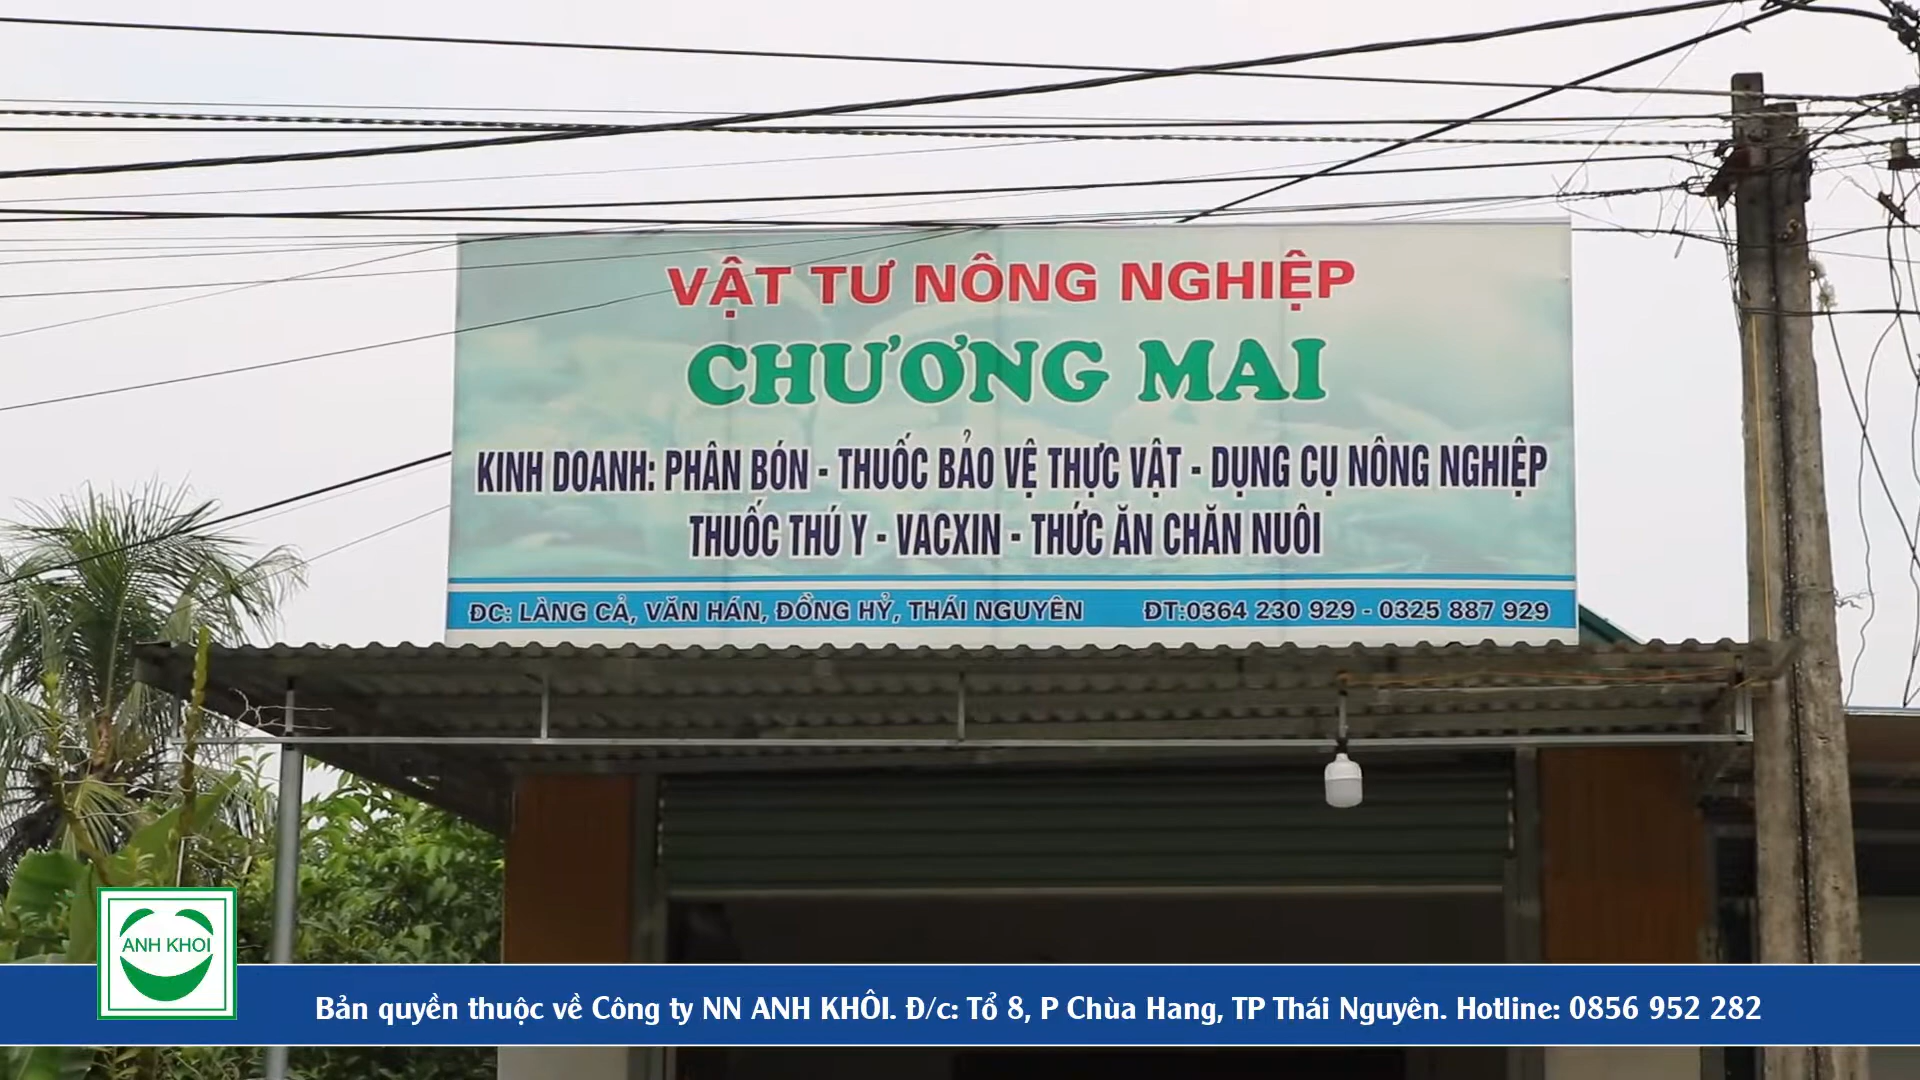 VẬT TƯ NÔNG NGHIỆP
CHƯƠNG MAI
KINH DOANH: PHÂN BÓN - THUỐC BẢO VỆ THỰC VẬT - DỤNG CỤ NÔNG NGHIỆP
THUỐC THÚ Y - VACXIN - THỨC ĂN CHĂN NUÔI
ĐC: LÀNG CẢ, VĂN HÁN, ĐỒNG HỶ, THÁI NGUYÊN ĐT:0364 230 929 - 0325 887 929
ANH KHOI
Bản quyền thuộc về Công ty NN ANH KHÔI. Đ/c: Tổ 8, P Chùa Hang, TP Thái Nguyên. Hotline: 0856 952 282